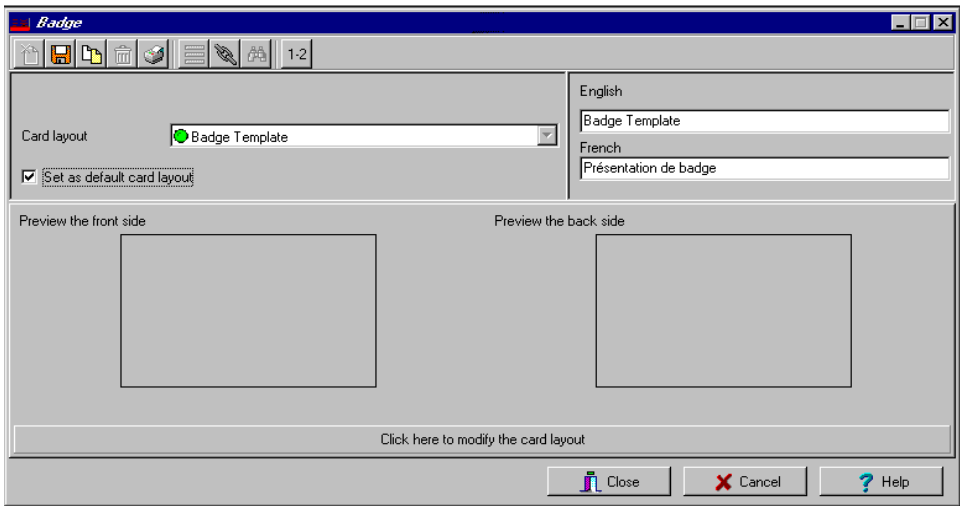 Badge
1-2
English
Badge Template
Card layout
Badge Template
French
Présentation de badge
Set as default card layout
Preview the front side
Preview the back side
Click here to modify the card layout
Close
Cancel
? Help